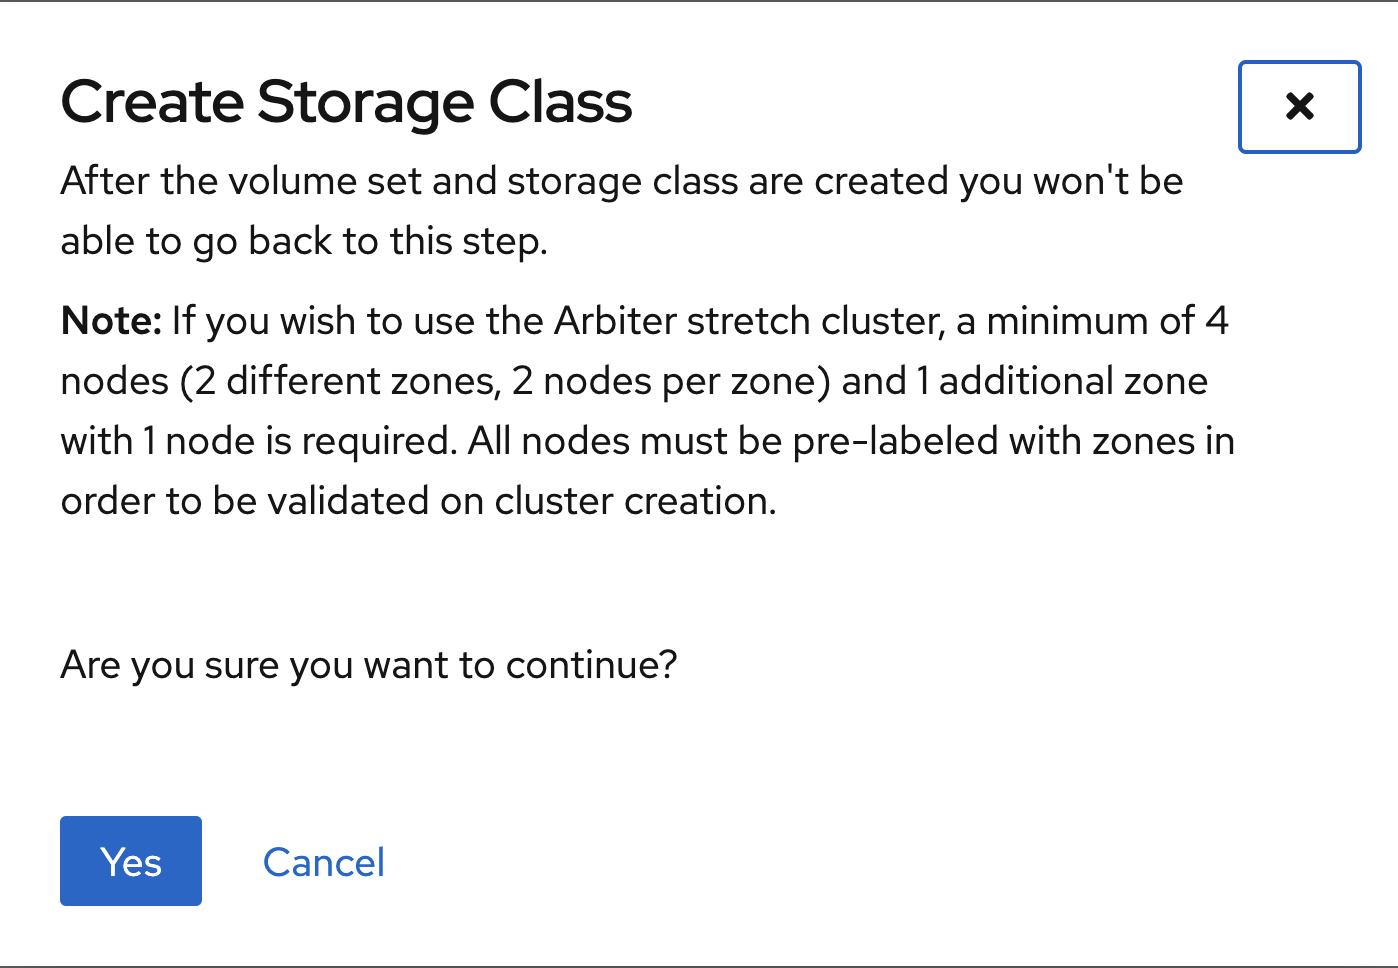 Create Storage Class
After the volume set and storage class are created you won't be
able to go back to this step.
Note: If you wish to use the Arbiter stretch cluster, a minimum of 4
nodes (2 different zones, 2 nodes per zone) and 1 additional zone
with 1 node is required. All nodes must be pre-labeled with zones in
order to be validated on cluster creation.
Are you sure you want to continue?
Yes Cancel